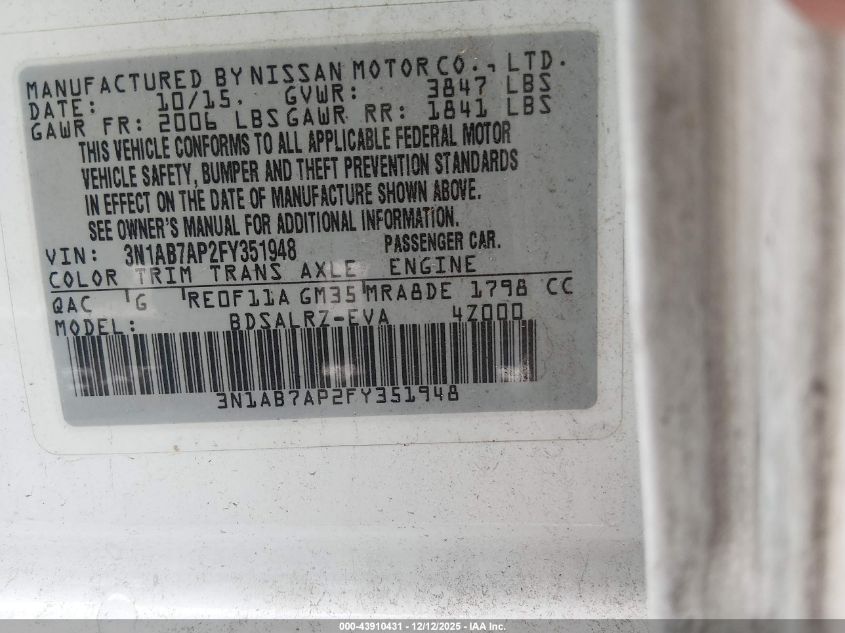 MANUFACTURED BY NISSAN MOTOR CO., LTD.
DATE: 10/15. GVWR: 3847 LBS
GAWR FR: 2006 LBS GAWR RR: 1841 LBS
THIS VEHICLE CONFORMS TO ALL APPLICABLE FEDERAL MOTOR
VEHICLE SAFETY, BUMPER AND THEFT PREVENTION STANDARDS
IN EFFECT ON THE DATE OF MANUFACTURE SHOWN ABOVE.
SEE OWNER'S MANUAL FOR ADDITIONAL INFORMATION.
VIN: 3N1AB7AP2FY351948 PASSENGER CAR.
COLOR TRIM TRANS AXLE ENGINE
QAC G RE0F11A GM35 MRA8DE 1798 CC
MODEL: BDSALRZ-EVA 4Z000
3N1AB7AP2FY351948
000-43910431 - 12/12/2025 - IAA Inc.